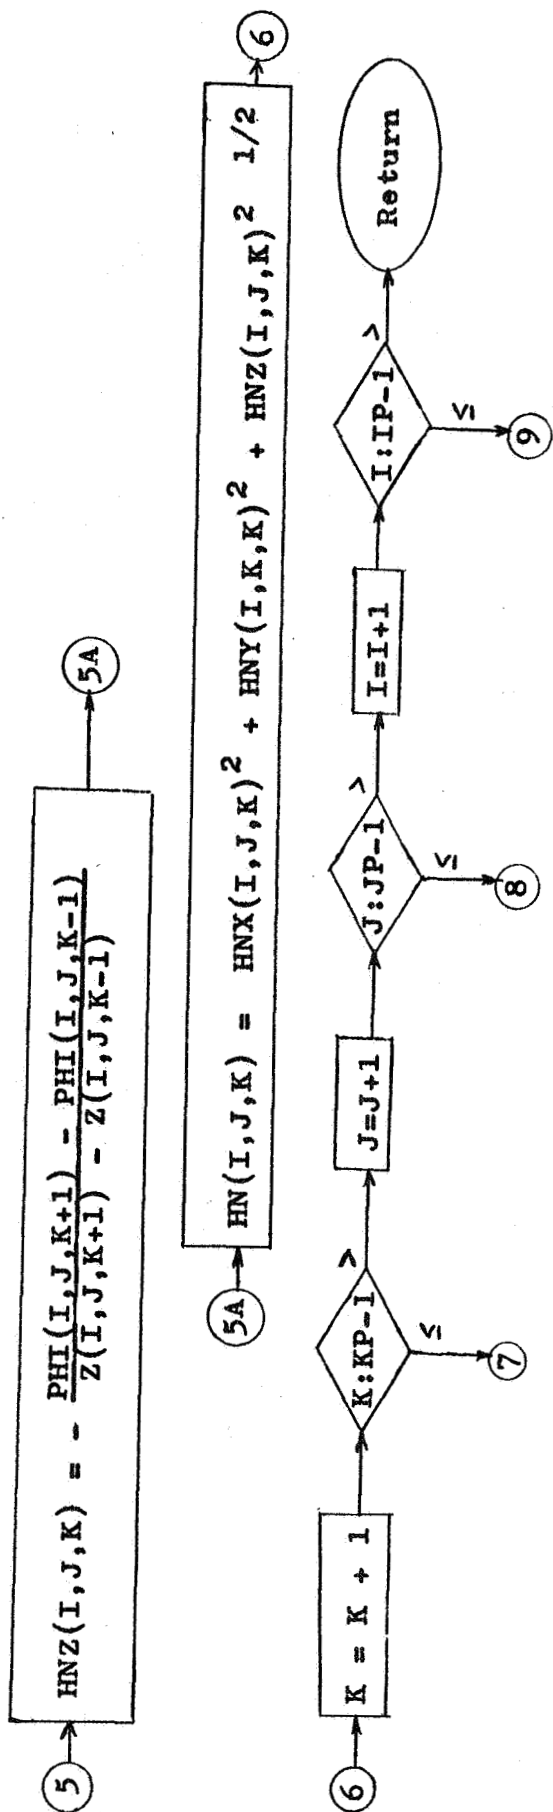 5
HNZ(I,J,K) = - PHI(I,J,K+1) - PHI(I,J,K-1)
Z(I,J,K+1) - Z(I,J,K-1)
5A
5A
HN(I,J,K) = HNX(I,J,K)² + HNY(I,K,K)² + HNZ(I,J,K)² 1/2
6
6
K = K + 1
K:KP-1
>
≤
7
J=J+1
J:JP-1
>
≤
8
I=I+1
I:IP-1
>
≤
9
Return